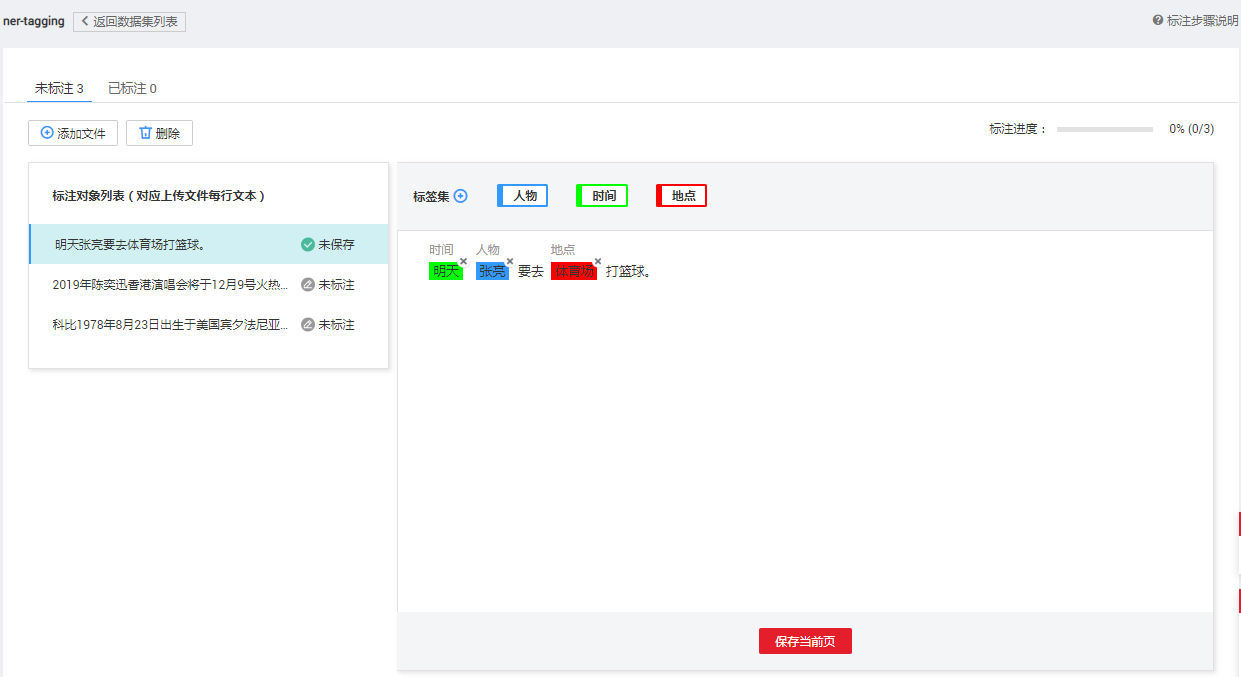 ner-tagging 返回数据集列表 标注步骤说明
未标注 3 已标注 0
添加文件 删除 标注进度： 0% (0/3)
标注对象列表（对应上传文件每行文本）
明天张亮要去体育场打篮球。 未保存
2019年陈奕迅香港演唱会将于12月9号火热... 未标注
科比1978年8月23日出生于美国宾夕法尼亚... 未标注
标签集 人物 时间 地点
时间 人物 地点
明天 张亮 要去 体育场 打篮球。
保存当前页